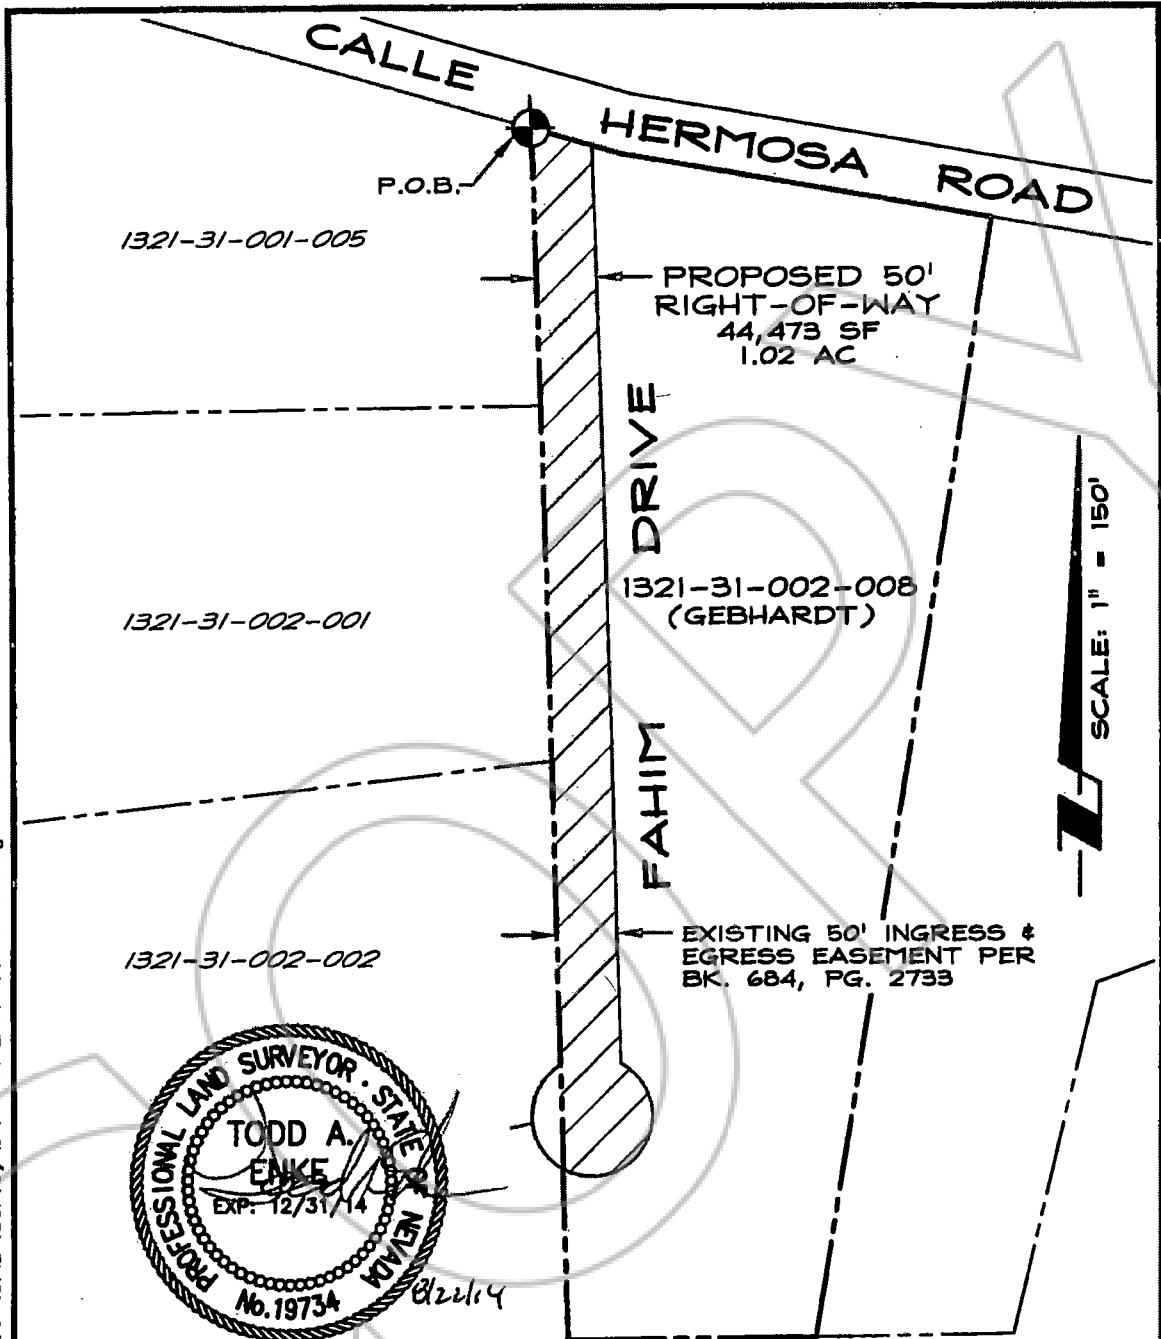 CALLE HERMOSA ROAD
P.O.B.
1321-31-001-005
PROPOSED 50'
RIGHT-OF-WAY
44,473 SF
1.02 AC
FAHIM DRIVE
1321-31-002-001
1321-31-002-008
(GEBHARDT)
SCALE: 1" = 150'
EXISTING 50' INGRESS &
EGRESS EASEMENT PER
BK. 684, PG. 2733
1321-31-002-002
PROFESSIONAL LAND SURVEYOR · STATE OF NEVADA
TODD A.
ENKE
EXP: 12/31/14
No. 19734
8/22/14
COPY